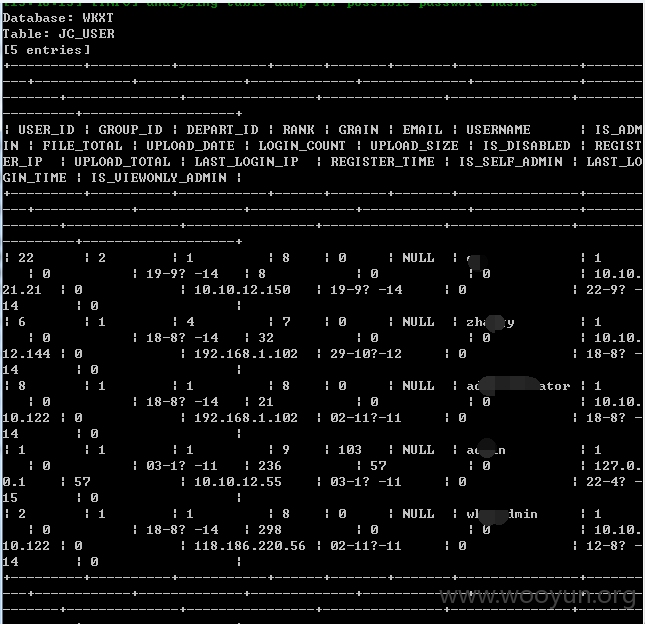 Database: WKXT
Table: JC_USER
[5 entries]
| USER_ID | GROUP_ID | DEPART_ID | RANK | GRAIN | EMAIL | USERNAME | IS_ADM
IN | FILE_TOTAL | UPLOAD_DATE | LOGIN_COUNT | UPLOAD_SIZE | IS_DISABLED | REGIST
ER_IP | UPLOAD_TOTAL | LAST_LOGIN_IP | REGISTER_TIME | IS_SELF_ADMIN | LAST_LO
GIN_TIME | IS_VIEWONLY_ADMIN |
| 22 | 2 | 1 | 8 | 0 | NULL | | 1
| 0 | 19-9? -14 | 8 | 0 | 0 | 10.10.
21.21 | 0 | 10.10.12.150 | 19-9? -14 | 0 | 22-9? -
14 | 0 |
| 6 | 1 | 4 | 7 | 0 | NULL | zh y | 1
| 0 | 18-8? -14 | 32 | 0 | 0 | 10.10.
12.144 | 0 | 192.168.1.102 | 29-10?-12 | 0 | 18-8? -
14 | 0 |
| 8 | 1 | 1 | 8 | 0 | NULL | ad ator | 1
| 0 | 18-8? -14 | 21 | 0 | 0 | 10.10.
10.122 | 0 | 192.168.1.102 | 02-11?-11 | 0 | 18-8? -
14 | 0 |
| 1 | 1 | 1 | 9 | 103 | NULL | ad n | 1
| 0 | 03-1? -11 | 236 | 57 | 0 | 127.0.
0.1 | 57 | 10.10.12.55 | 03-1? -11 | 0 | 22-4? -
15 | 0 |
| 2 | 1 | 1 | 8 | 0 | NULL | w dmin | 1
| 0 | 18-8? -14 | 298 | 0 | 0 | 10.10.
10.122 | 0 | 118.186.220.56 | 02-11?-11 | 0 | 12-8? -
14 | 0 |
www.wooyun.org